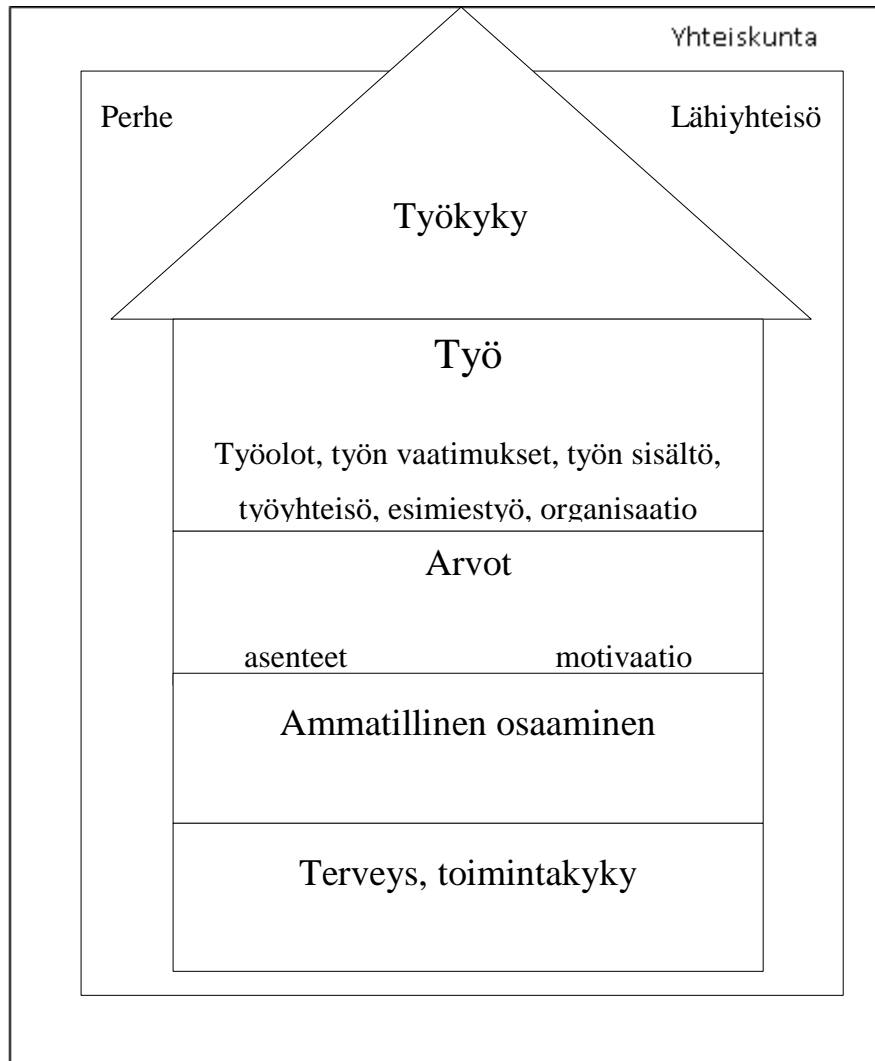 Yhteiskunta
Perhe Lähiyhteisö
Työkyky
Työ
Työolot, työn vaatimukset, työn sisältö,
työyhteisö, esimiestyö, organisaatio
Arvot
asenteet motivaatio
Ammatillinen osaaminen
Terveys, toimintakyky